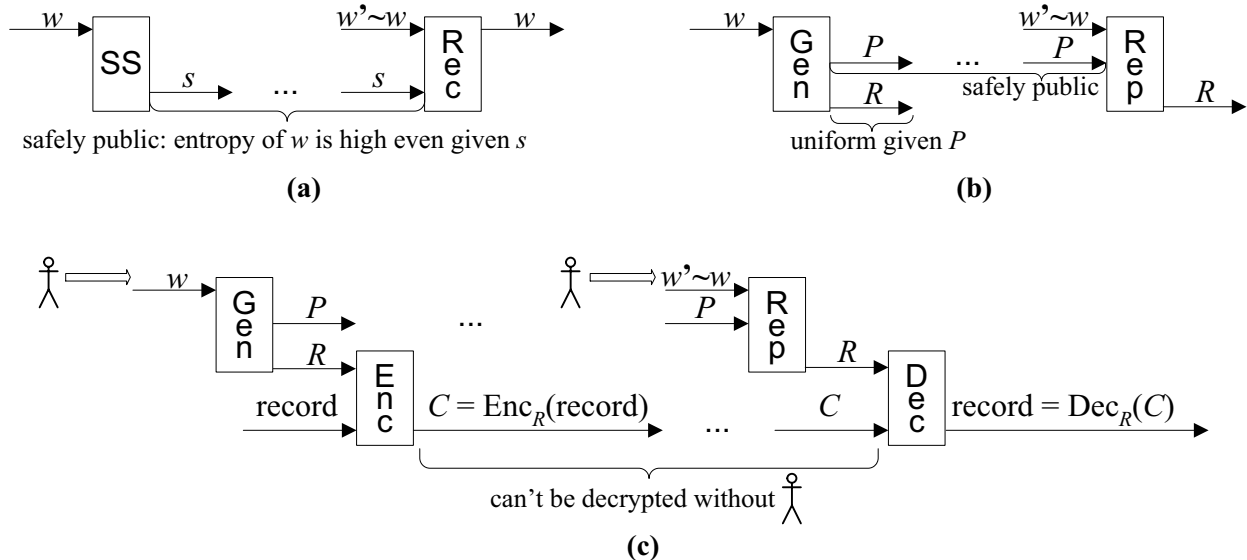 w
SS
s
...
w'~w
s
Rec
w
safely public: entropy of w is high even given s
(a)
w
Gen
P
R
...
w'~w
P
Rep
R
safely public
uniform given P
(b)
w
Gen
P
R
...
w'~w
P
Rep
R
record
Enc
C = Enc_R(record)
...
C
Dec
record = Dec_R(C)
can't be decrypted without
(c)